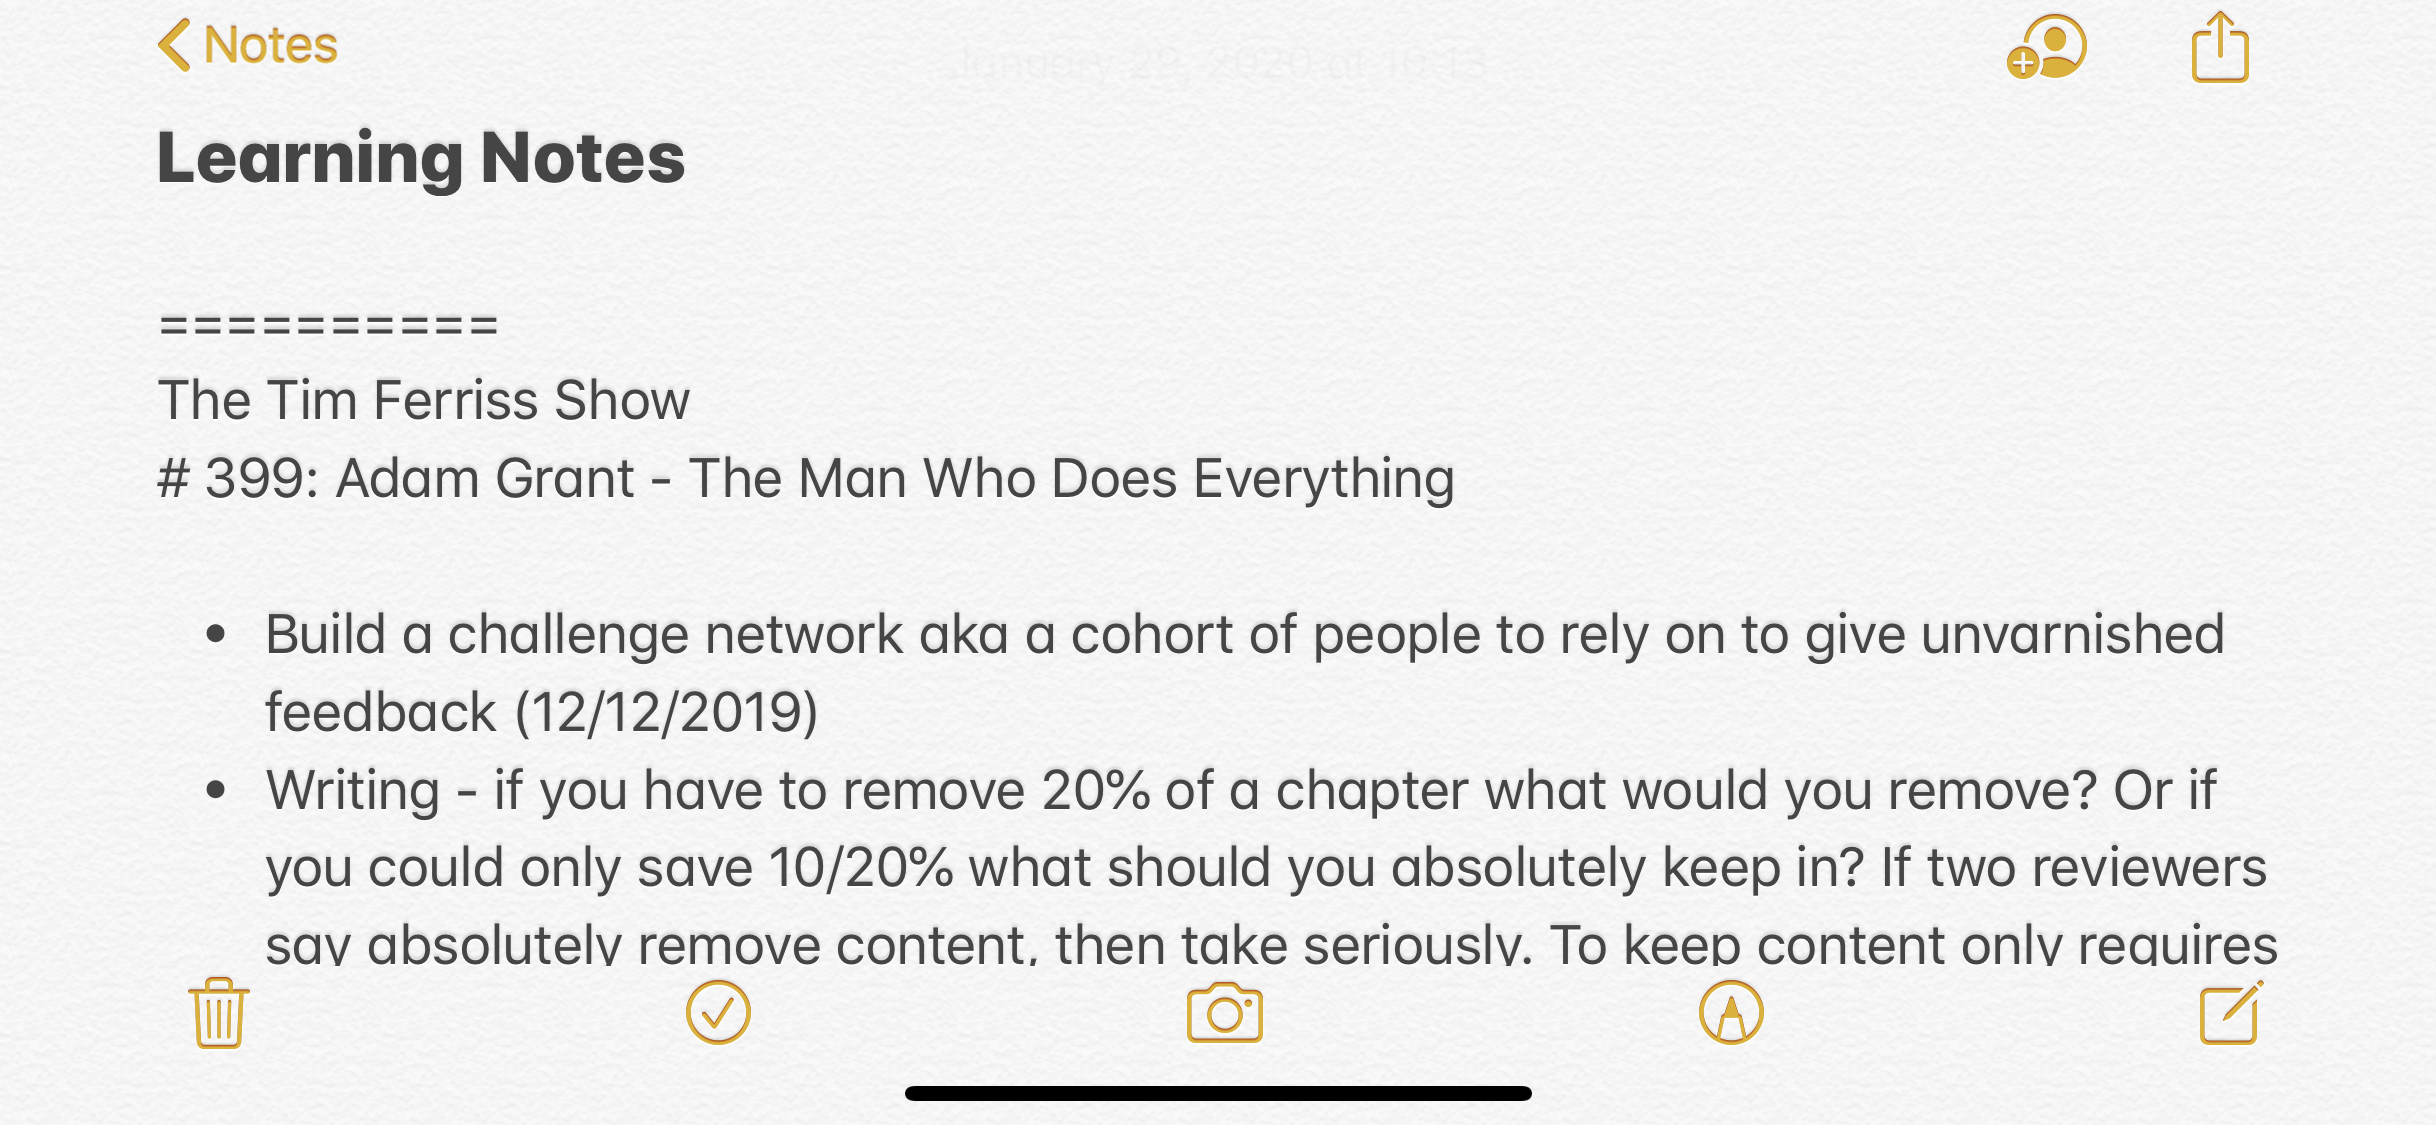 Notes
January 29, 2020 at 10:13
Learning Notes
==========
The Tim Ferriss Show
# 399: Adam Grant - The Man Who Does Everything
• Build a challenge network aka a cohort of people to rely on to give unvarnished
feedback (12/12/2019)
• Writing - if you have to remove 20% of a chapter what would you remove? Or if
you could only save 10/20% what should you absolutely keep in? If two reviewers
say absolutely remove content, then take seriously. To keep content only requires